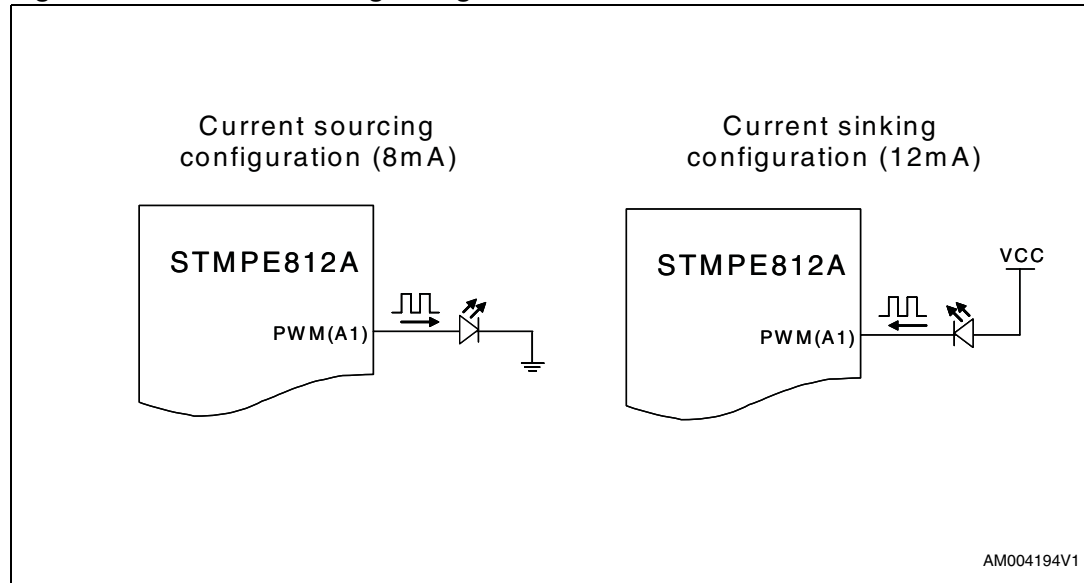 Current sourcing
configuration (8mA)
STMPE812A
PWM(A1)
Current sinking
configuration (12mA)
STMPE812A
VCC
PWM(A1)
AM004194V1